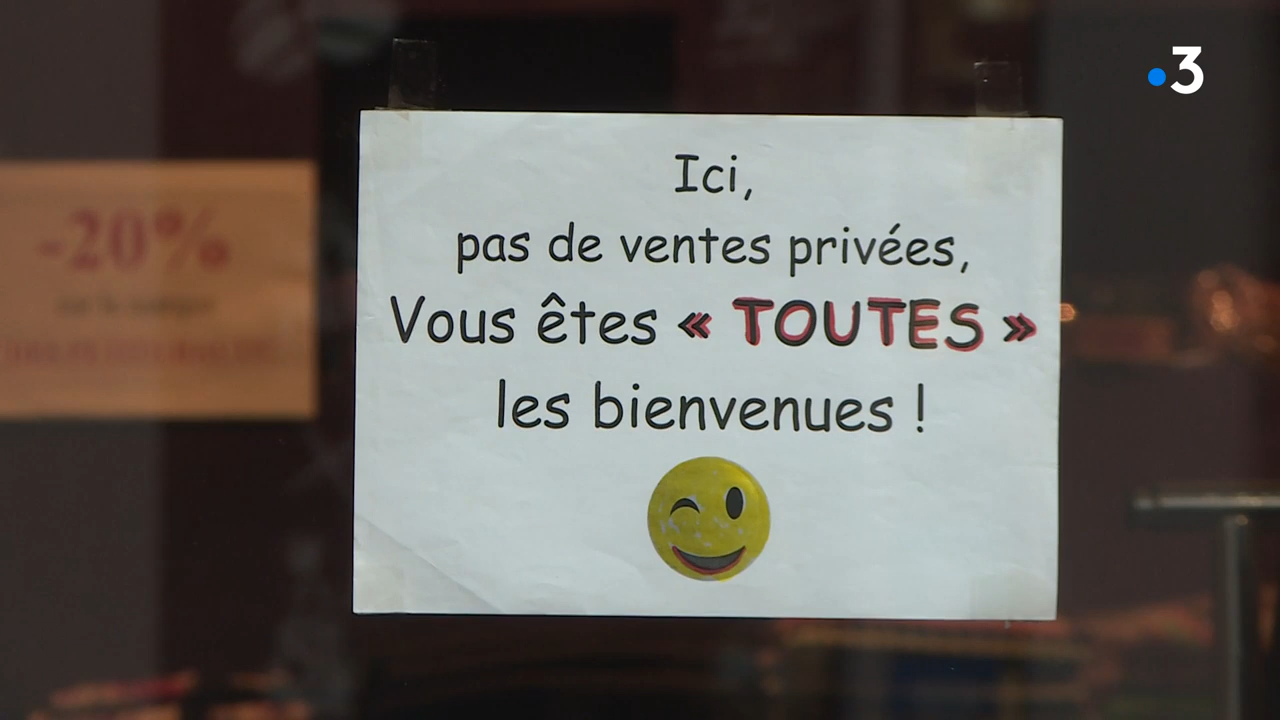 3
-20%
Ici,
pas de ventes privées,
Vous êtes « TOUTES »
les bienvenues !